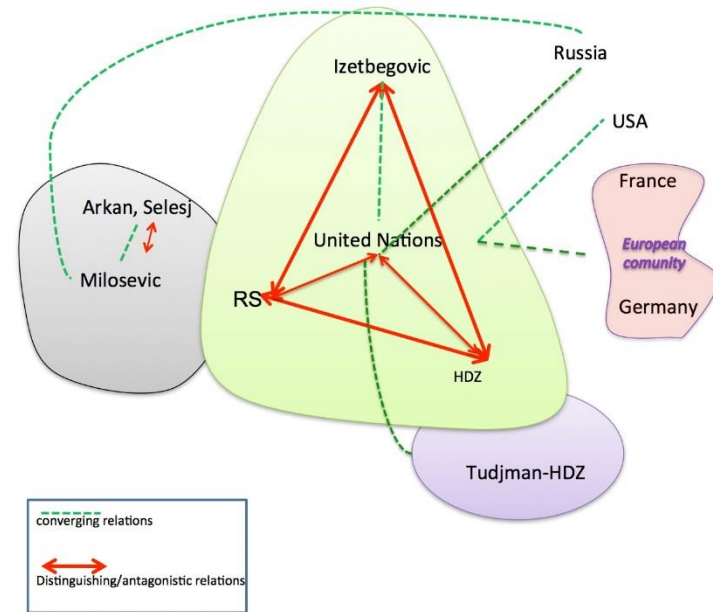 Izetbegovic
Russia
USA
France
Arkan, Selesj
United Nations
European
comunity
Milosevic
RS
Germany
HDZ
Tudjman-HDZ
converging relations
Distinguishing/antagonistic relations